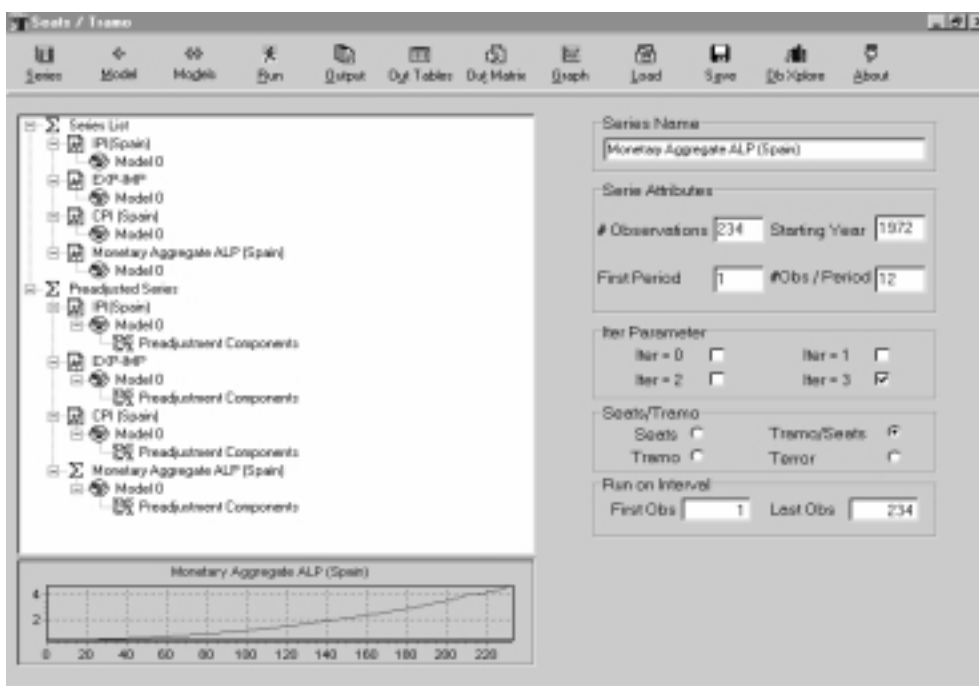 Seats / Tramo
Series Model Models Run Output Out Tables Out Matrix Graph Load Save Db Xplore About
Series List
IPI (Spain)
Model 0
EXP-IMP
Model 0
CPI (Spain)
Model 0
Monetary Aggregate ALP (Spain)
Model 0
Preadjusted Series
IPI (Spain)
Model 0
Preadjustment Components
EXP-IMP
Model 0
Preadjustment Components
CPI (Spain)
Model 0
Preadjustment Components
Monetary Aggregate ALP (Spain)
Model 0
Preadjustment Components
Monetary Aggregate ALP (Spain)
4
2
0 20 40 60 80 100 120 140 160 180 200 220
Series Name
Monetary Aggregate ALP (Spain)
Serie Attributes
# Observations 234 Starting Year 1972
First Period 1 #Obs / Period 12
Iter Parameter
Iter = 0 Iter = 1
Iter = 2 Iter = 3
Seats/Tramo
Seats Tramo/Seats
Tramo Terror
Run on Interval
First Obs 1 Last Obs 234